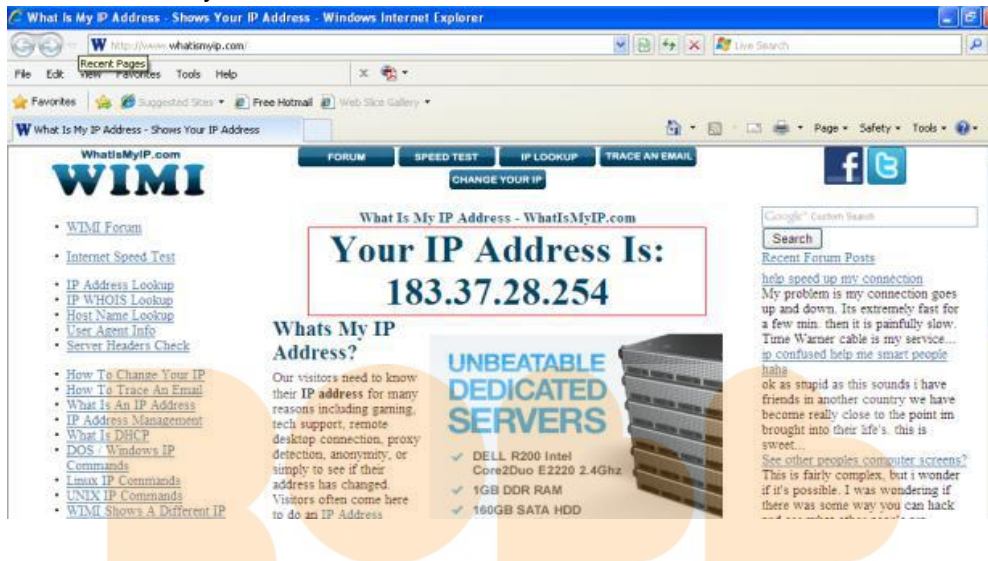 What Is My IP Address - Shows Your IP Address - Windows Internet Explorer
http://www.whatismyip.com/
Live Search
Recent Pages
File Edit View Favorites Tools Help
Favorites Suggested Sites Free Hotmail Web Slice Gallery
What Is My IP Address - Shows Your IP Address
Page Safety Tools
WhatIsMyIP.com
WIMI
FORUM SPEED TEST IP LOOKUP TRACE AN EMAIL
CHANGE YOUR IP
WIMI Forum
Internet Speed Test
IP Address Lookup
IP WHOIS Lookup
Host Name Lookup
User Agent Info
Server Headers Check
How To Change Your IP
How To Trace An Email
What Is An IP Address
IP Address Management
What Is DHCP
DOS / Windows IP
Commands
Linux IP Commands
UNIX IP Commands
WIMI Shows A Different IP
What Is My IP Address - WhatIsMyIP.com
Your IP Address Is:
183.37.28.254
Whats My IP
Address?
Our visitors need to know
their IP address for many
reasons including gaming,
tech support, remote
desktop connection, proxy
detection, anonymity, or
simply to see if their
address has changed.
Visitors often come here
to do an IP Address
UNBEATABLE
DEDICATED
SERVERS
DELL R200 Intel
Core2Duo E2220 2.4Ghz
1GB DDR RAM
160GB SATA HDD
Google Custom Search
Search
Recent Forum Posts
help speed up my connection
My problem is my connection goes
up and down. Its extremely fast for
a few min. then it is painfully slow.
Time Warner cable is my service...
ip confused help me smart people
haha
ok as stupid as this sounds i have
friends in another country we have
become really close to the point im
brought into their life's. this is
sweet...
See other peoples computer screens?
This is fairly complex, but i wonder
if it's possible. I was wondering if
there was some way you can hack